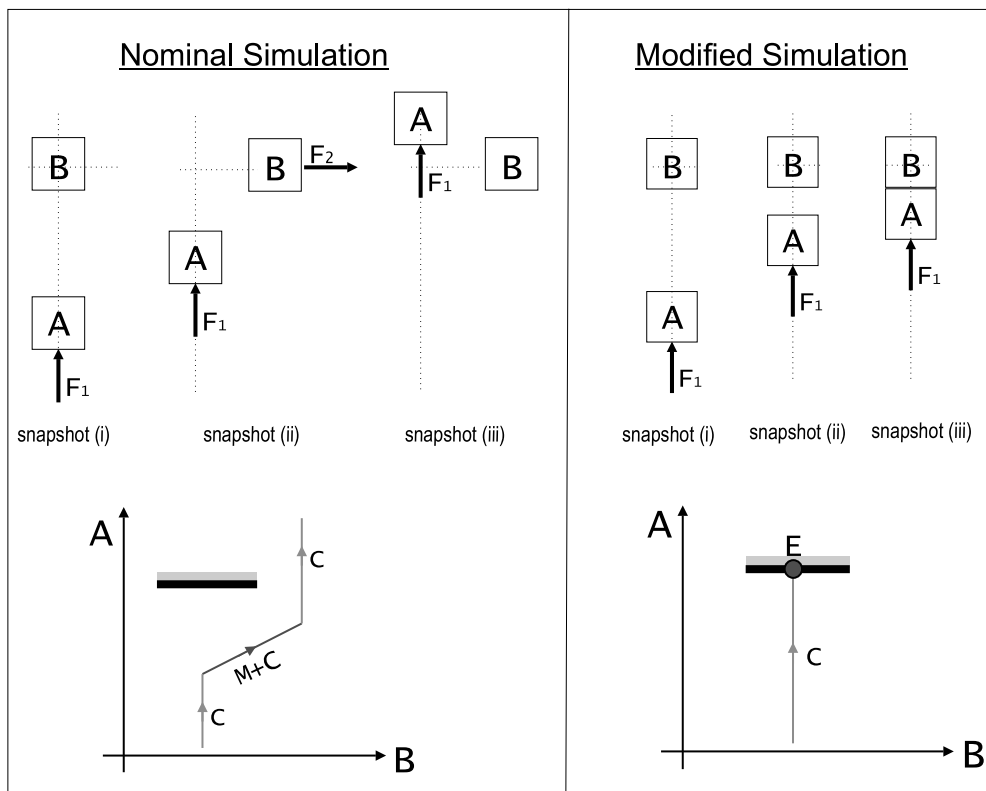 Nominal Simulation
B
A
F1
snapshot (i)
B
F2
A
F1
snapshot (ii)
A
F1
B
snapshot (iii)
A
C
M+C
C
B
Modified Simulation
B
A
F1
snapshot (i)
B
A
F1
snapshot (ii)
B
A
F1
snapshot (iii)
A
E
C
B